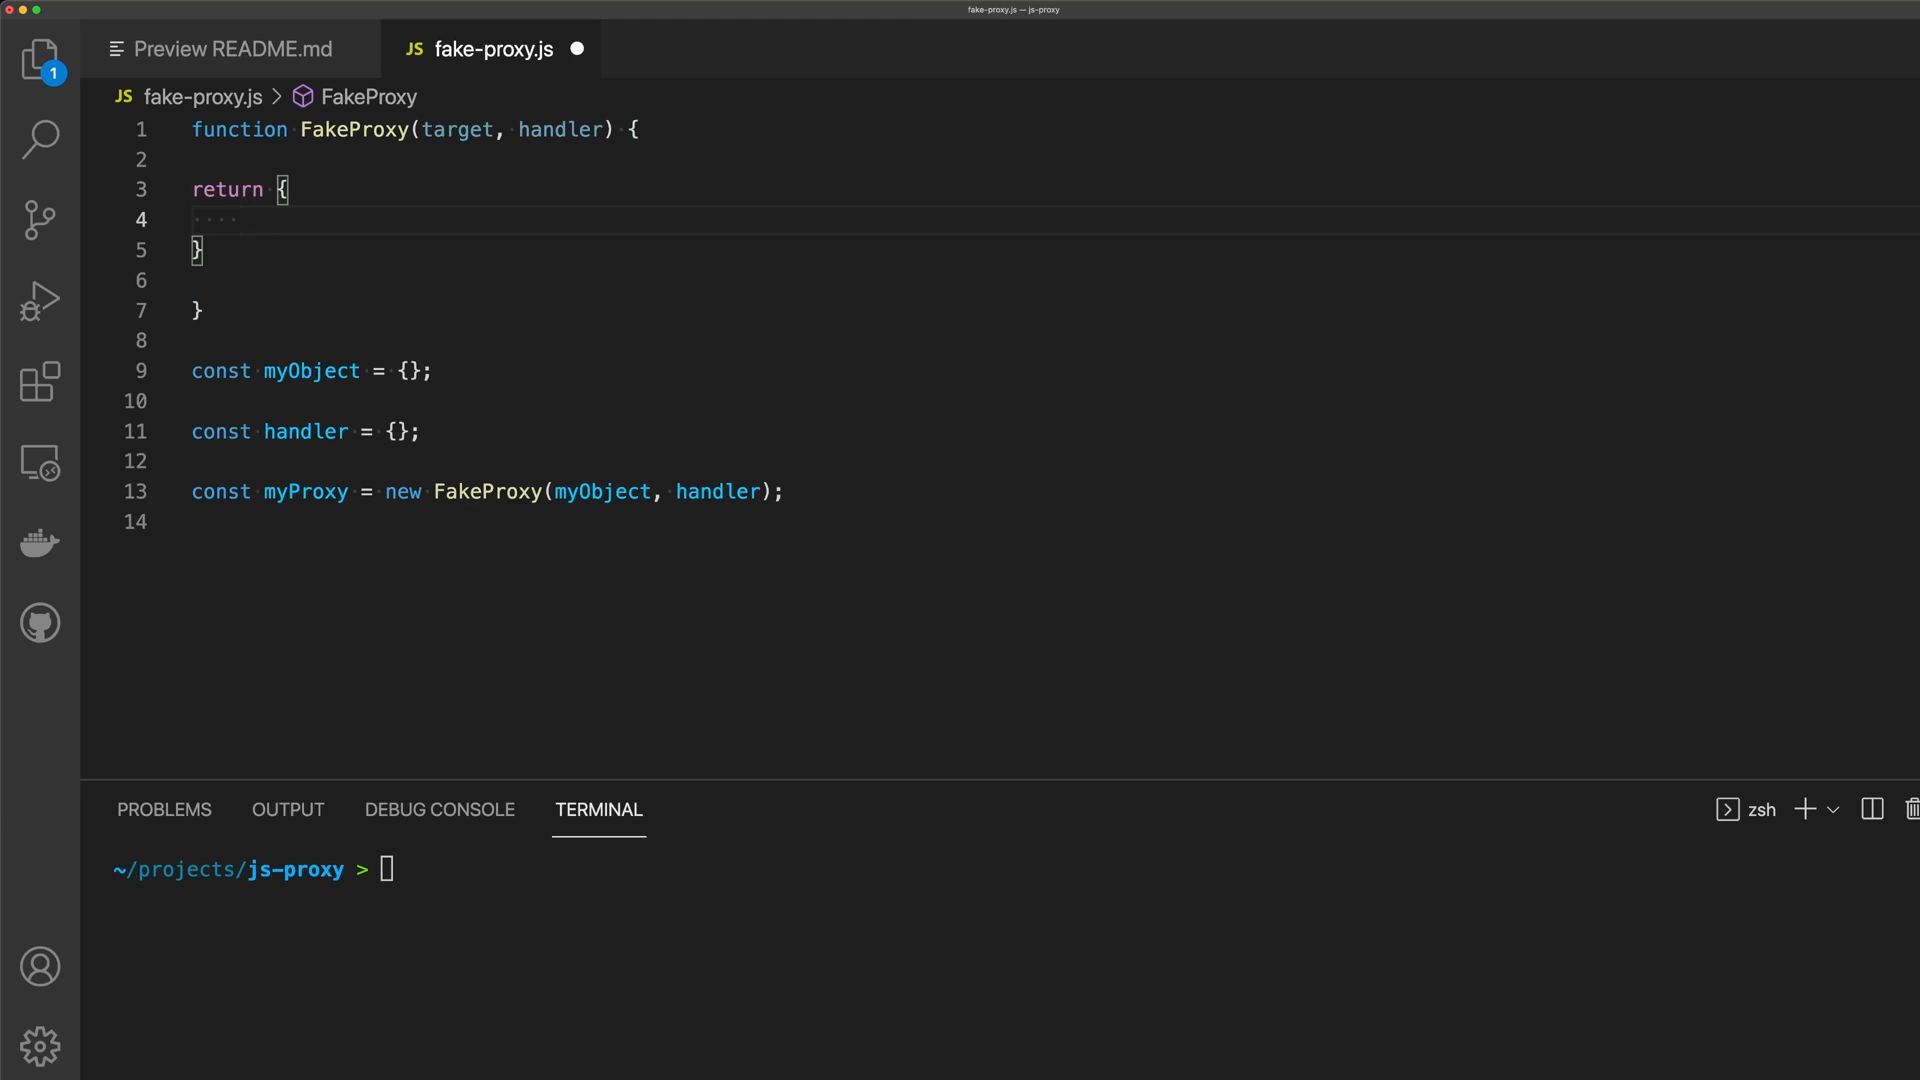 fake-proxy.js — js-proxy
Preview README.md
JS fake-proxy.js
1
JS fake-proxy.js > FakeProxy
1 function FakeProxy(target, handler) {
2
3 return {
4
5 }
6
7 }
8
9 const myObject = {};
10
11 const handler = {};
12
13 const myProxy = new FakeProxy(myObject, handler);
14
PROBLEMS OUTPUT DEBUG CONSOLE TERMINAL
zsh
~/projects/js-proxy >